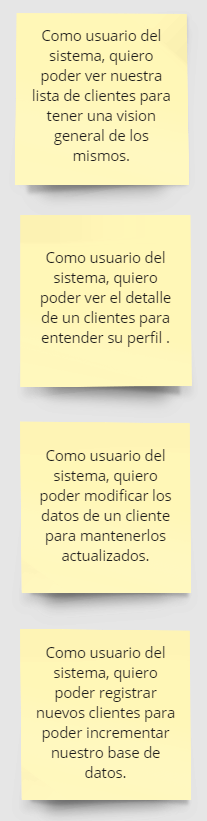 Como usuario del
sistema, quiero
poder ver nuestra
lista de clientes para
tener una vision
general de los
mismos.
Como usuario del
sistema, quiero
poder ver el detalle
de un clientes para
entender su perfil .
Como usuario del
sistema, quiero
poder modificar los
datos de un cliente
para mantenerlos
actualizados.
Como usuario del
sistema, quiero
poder registrar
nuevos clientes para
poder incrementar
nuestro base de
datos.